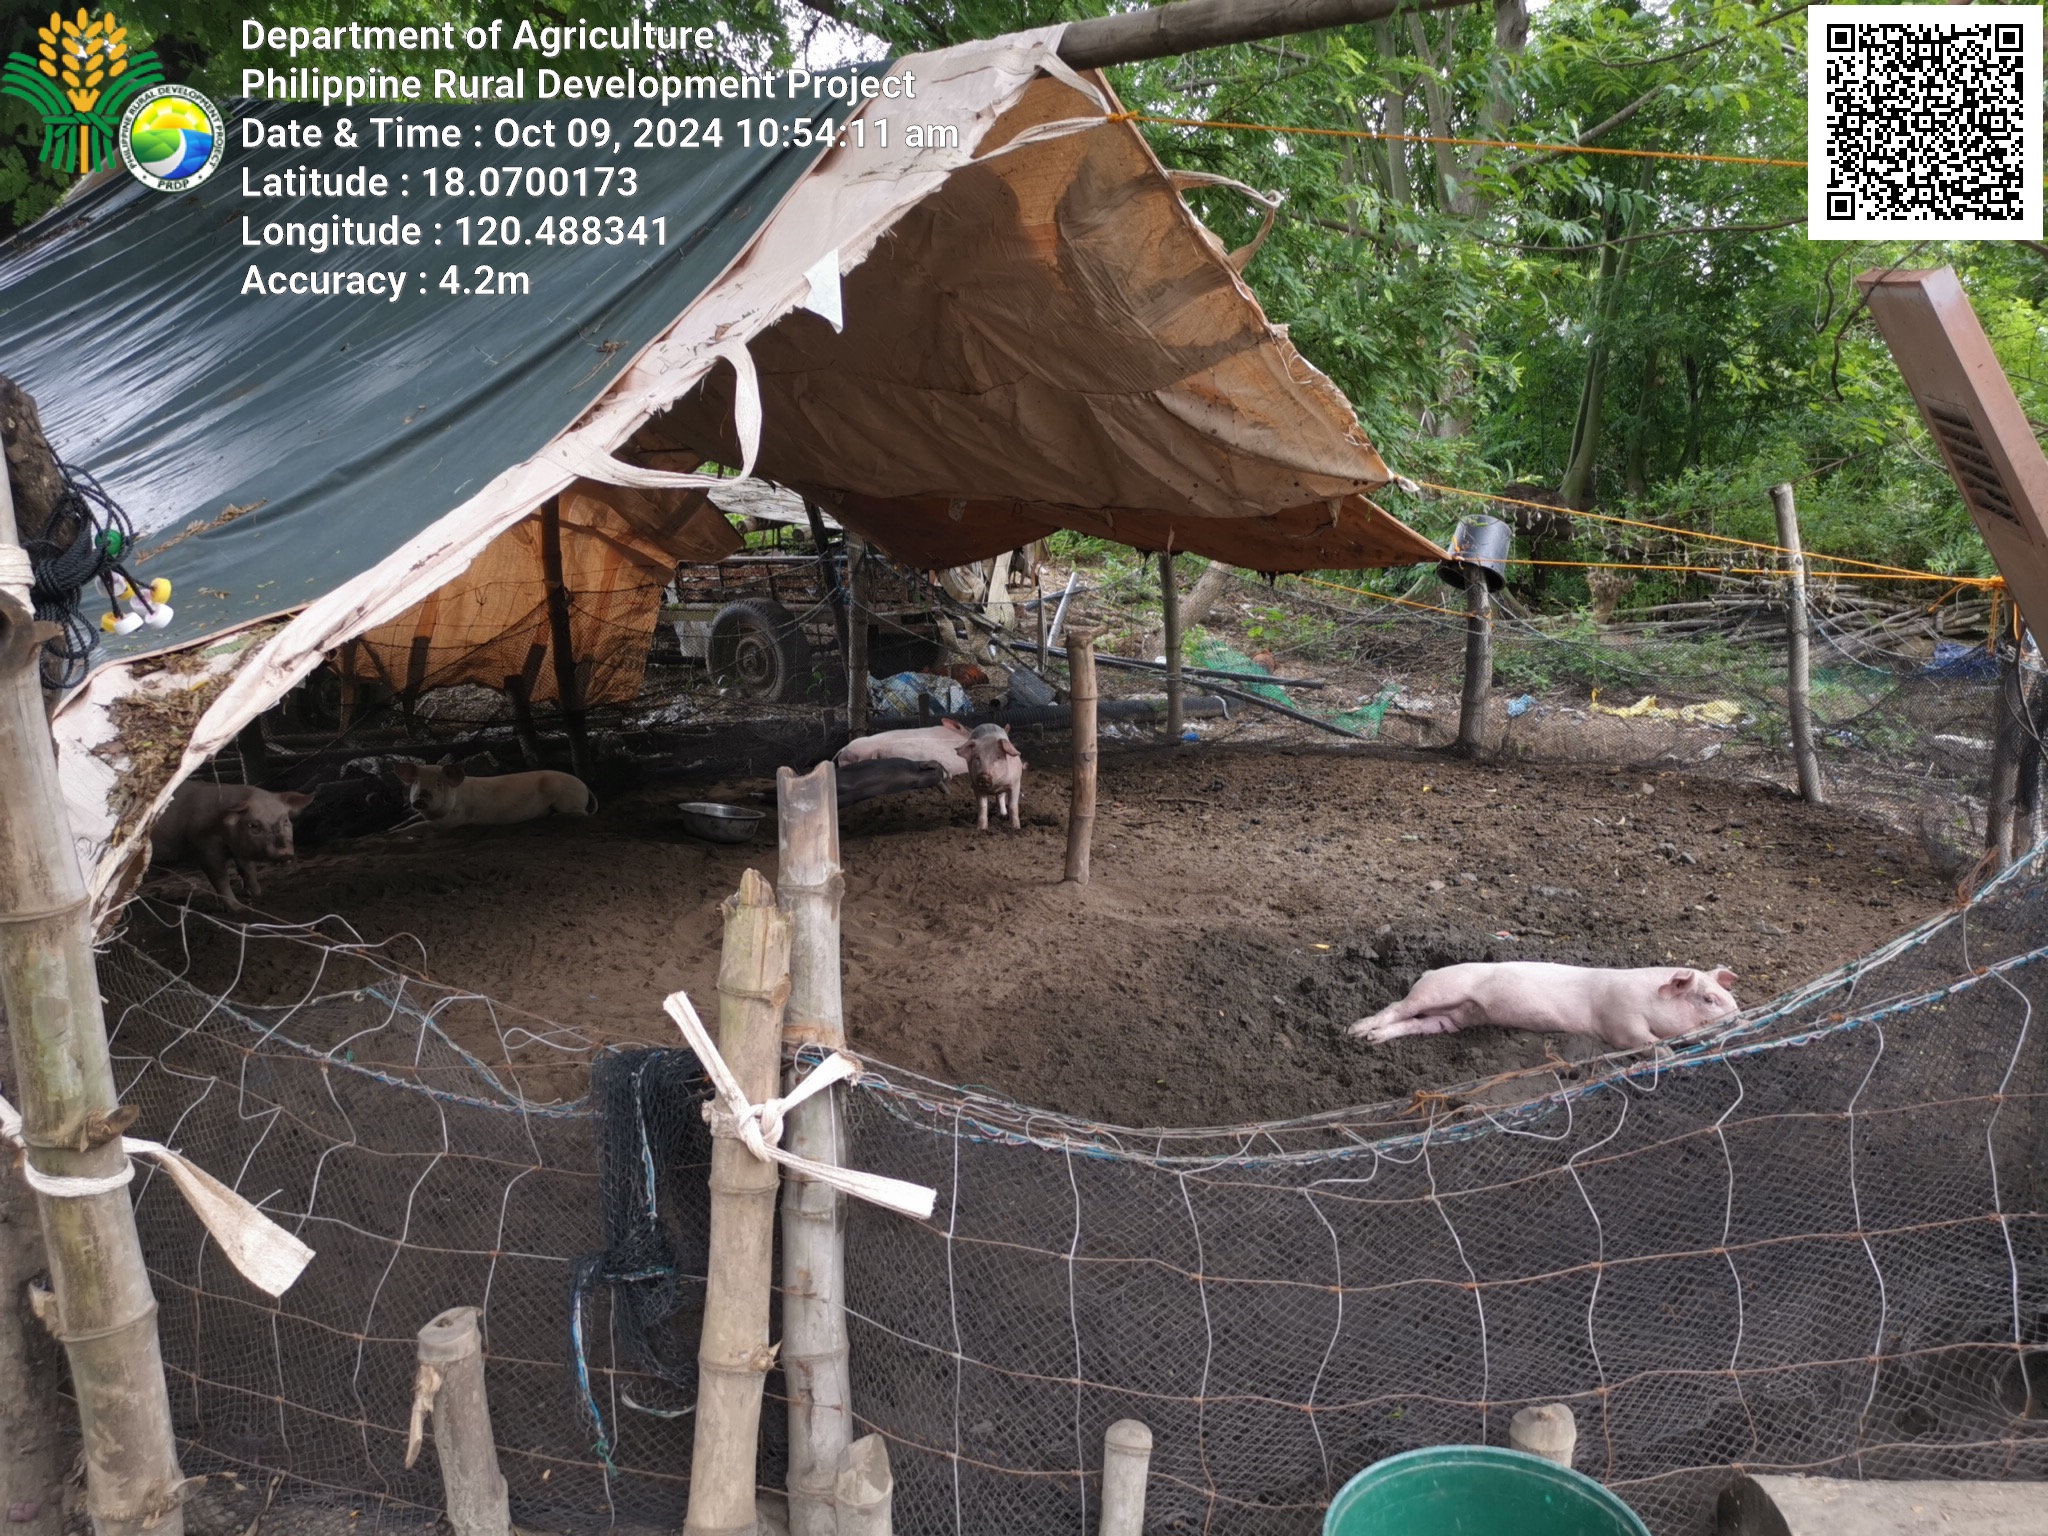 Department of Agriculture
Philippine Rural Development Project
Date & Time : Oct 09, 2024 10:54:11 am
Latitude : 18.0700173
Longitude : 120.488341
Accuracy : 4.2m
PHILIPPINE RURAL DEVELOPMENT PROJECT
PRDP